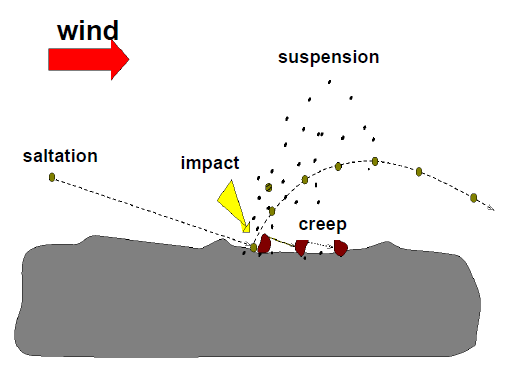 wind
suspension
saltation
impact
creep